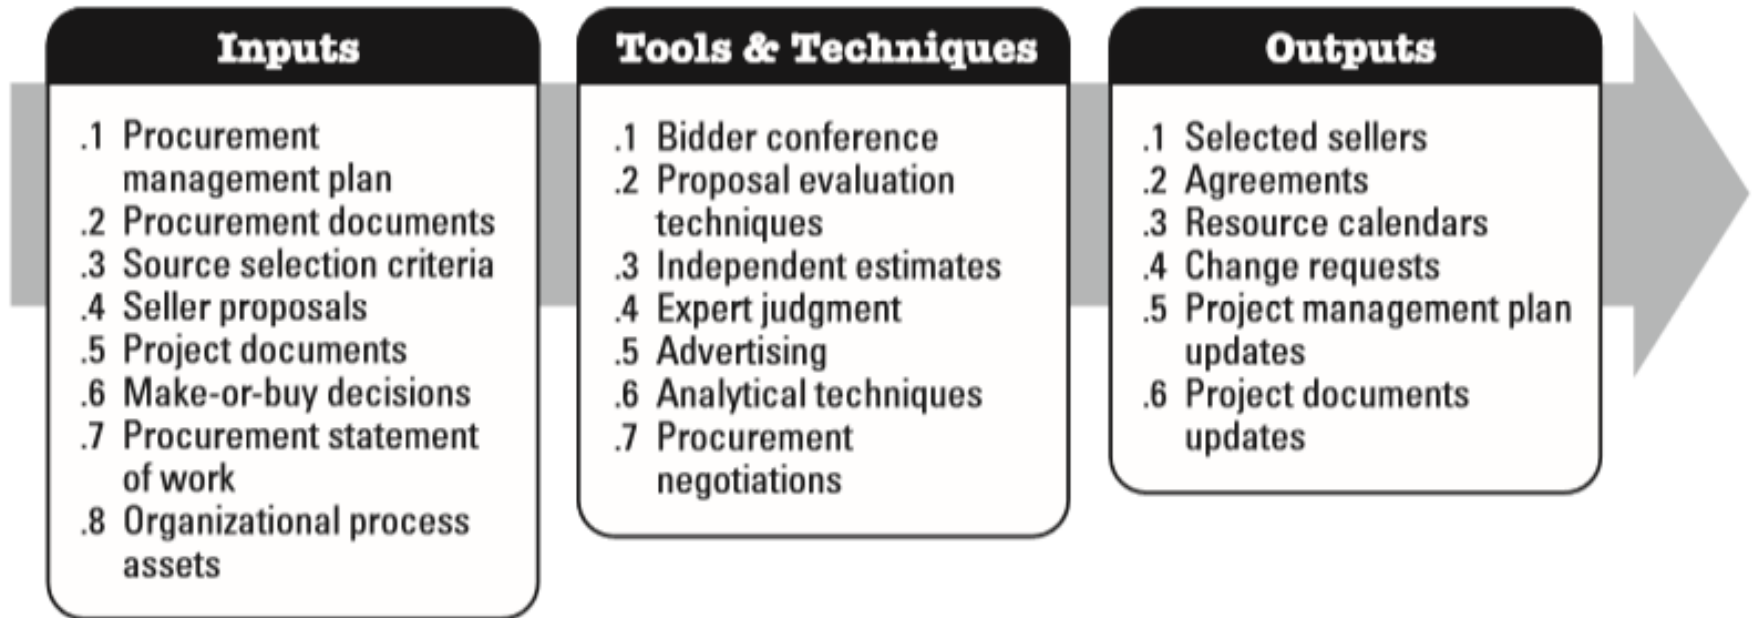 Inputs
.1 Procurement
management plan
.2 Procurement documents
.3 Source selection criteria
.4 Seller proposals
.5 Project documents
.6 Make-or-buy decisions
.7 Procurement statement
of work
.8 Organizational process
assets
Tools & Techniques
.1 Bidder conference
.2 Proposal evaluation
techniques
.3 Independent estimates
.4 Expert judgment
.5 Advertising
.6 Analytical techniques
.7 Procurement
negotiations
Outputs
.1 Selected sellers
.2 Agreements
.3 Resource calendars
.4 Change requests
.5 Project management plan
updates
.6 Project documents
updates